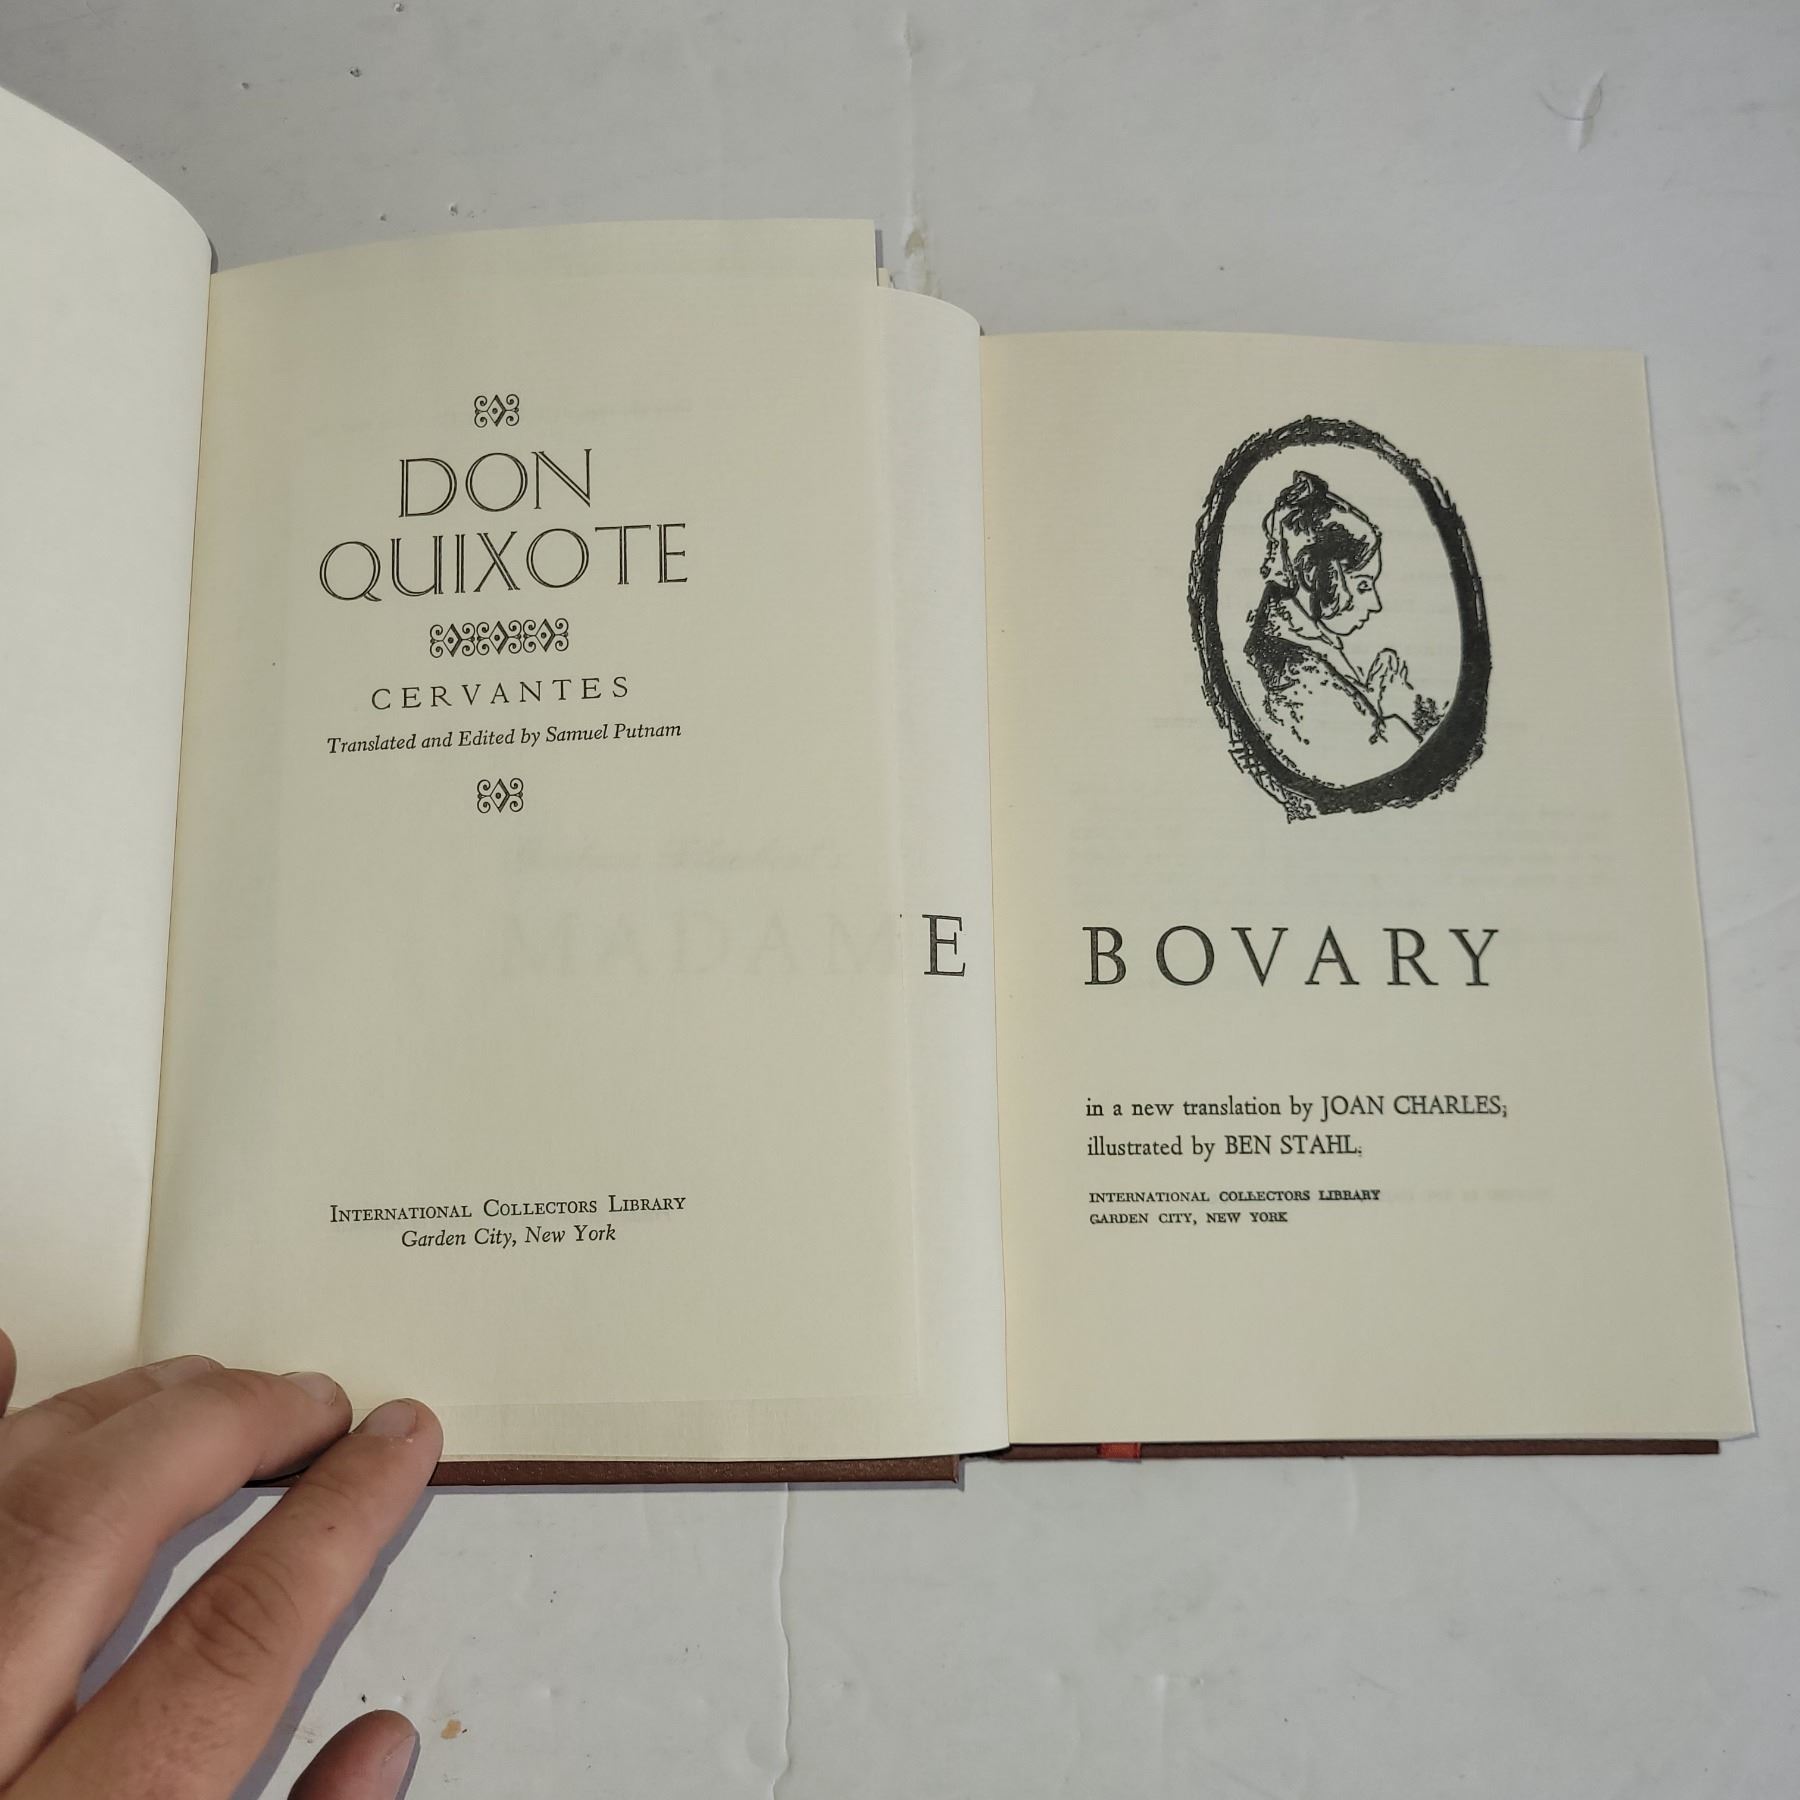 DON
QUIXOTE
CERVANTES
Translated and Edited by Samuel Putnam
INTERNATIONAL COLLECTORS LIBRARY
Garden City, New York
MADAME BOVARY
in a new translation by JOAN CHARLES;
illustrated by BEN STAHL.
INTERNATIONAL COLLECTORS LIBRARY
GARDEN CITY, NEW YORK